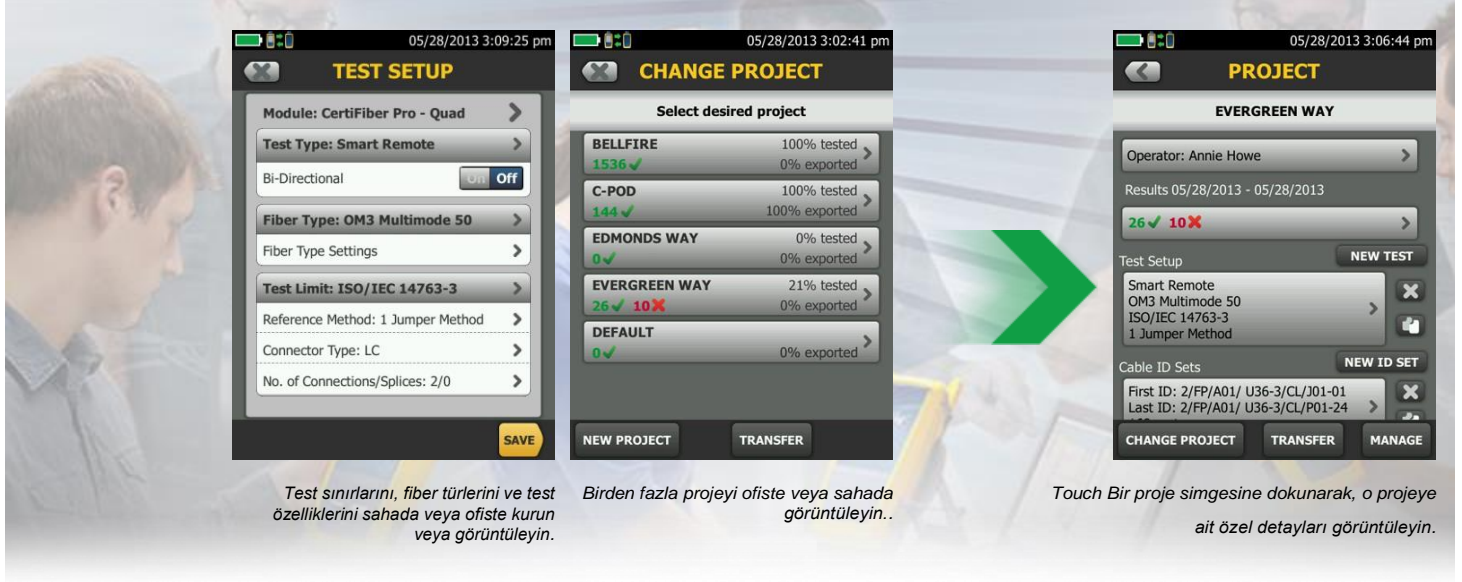 05/28/2013 3:09:25 pm
TEST SETUP
Module: CertiFiber Pro - Quad
Test Type: Smart Remote
Bi-Directional
On Off
Fiber Type: OM3 Multimode 50
Fiber Type Settings
Test Limit: ISO/IEC 14763-3
Reference Method: 1 Jumper Method
Connector Type: LC
No. of Connections/Splices: 2/0
SAVE
Test sınırlarını, fiber türlerini ve test
özelliklerini sahada veya ofiste kurun
veya görüntüleyin.
05/28/2013 3:02:41 pm
CHANGE PROJECT
Select desired project
BELLFIRE 100% tested
1536 0% exported
C-POD 100% tested
144 100% exported
EDMONDS WAY 0% tested
0 0% exported
EVERGREEN WAY 21% tested
26 10 0% exported
DEFAULT
0 0% exported
NEW PROJECT TRANSFER
Birden fazla projeyi ofiste veya sahada
görüntüleyin..
05/28/2013 3:06:44 pm
PROJECT
EVERGREEN WAY
Operator: Annie Howe
Results 05/28/2013 - 05/28/2013
26 10
Test Setup NEW TEST
Smart Remote
OM3 Multimode 50
ISO/IEC 14763-3
1 Jumper Method
Cable ID Sets NEW ID SET
First ID: 2/FP/A01/ U36-3/CL/J01-01
Last ID: 2/FP/A01/ U36-3/CL/P01-24
CHANGE PROJECT TRANSFER MANAGE
Touch Bir proje simgesine dokunarak, o projeye
ait özel detayları görüntüleyin.